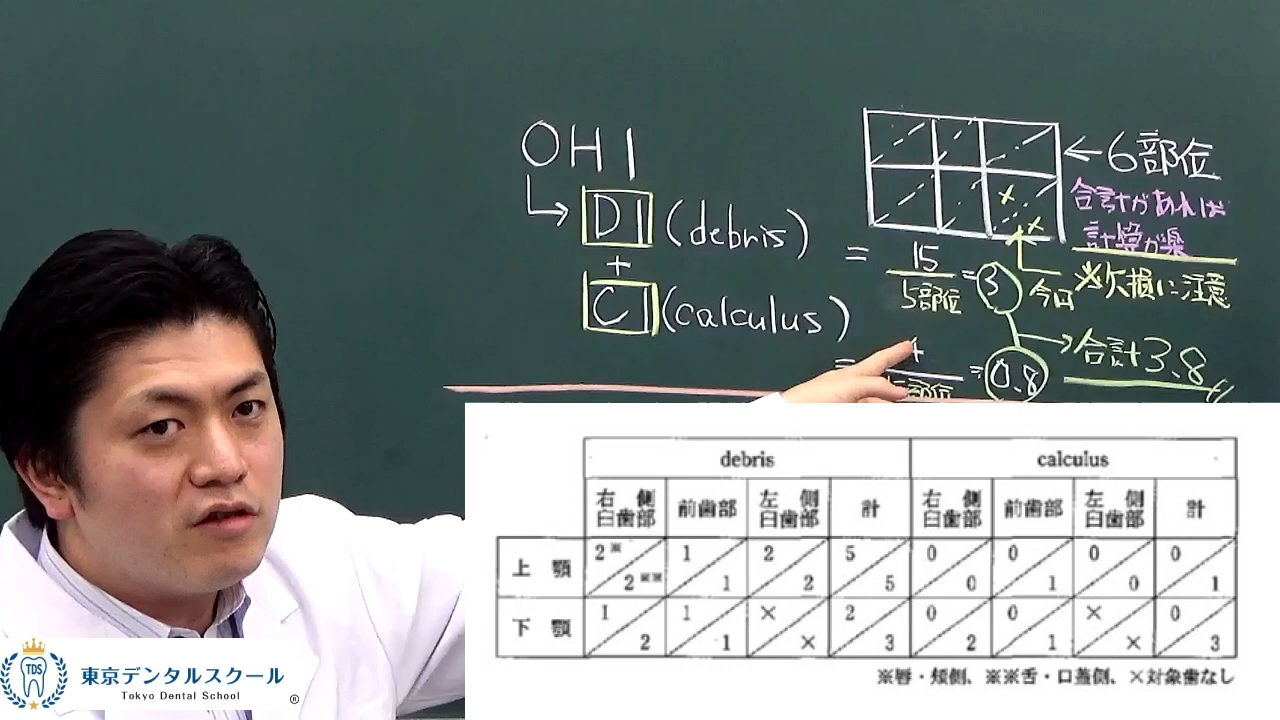 OHI
DI (debris)
+
CI (calculus)
←6部位
合計があれば
計算が楽
※欠損に注意
今回
× ×
= 15 / 5部位 = 3
= 4 / 5部位 = 0.8
→合計3.8
debris calculus
右側臼歯部 前歯部 左側臼歯部 計 右側臼歯部 前歯部 左側臼歯部 計
上顎 2※ 2※※ 1 1 2 2 5 5 0 0 0 1 0 0 0 1
下顎 1 2 1 1 × × 2 3 0 2 0 1 × × 0 3
※唇・頬側、※※舌・口蓋側、×対象歯なし
TDS
東京デンタルスクール
Tokyo Dental School
®